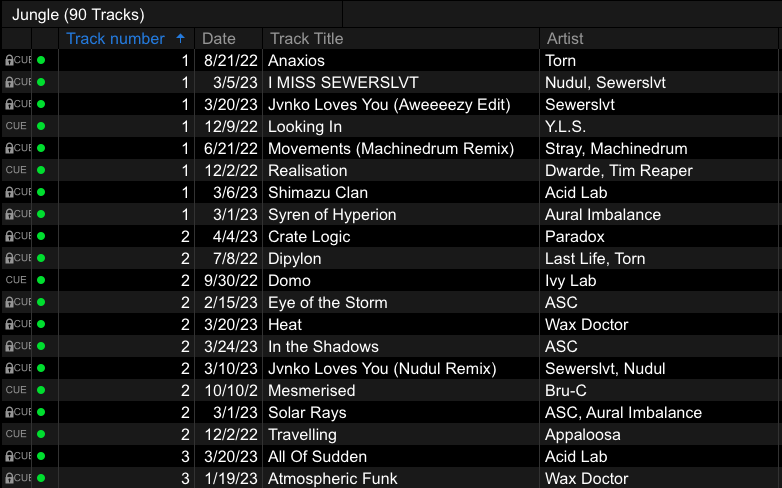 Jungle (90 Tracks)
Track number Date Track Title Artist
CUE 1 8/21/22 Anaxios Torn
CUE 1 3/5/23 I MISS SEWERSLVT Nudul, Sewerslvt
CUE 1 3/20/23 Jvnko Loves You (Aweeeezy Edit) Sewerslvt
CUE 1 12/9/22 Looking In Y.L.S.
CUE 1 6/21/22 Movements (Machinedrum Remix) Stray, Machinedrum
CUE 1 12/2/22 Realisation Dwarde, Tim Reaper
CUE 1 3/6/23 Shimazu Clan Acid Lab
CUE 1 3/1/23 Syren of Hyperion Aural Imbalance
CUE 2 4/4/23 Crate Logic Paradox
CUE 2 7/8/22 Dipylon Last Life, Torn
CUE 2 9/30/22 Domo Ivy Lab
CUE 2 2/15/23 Eye of the Storm ASC
CUE 2 3/20/23 Heat Wax Doctor
CUE 2 3/24/23 In the Shadows ASC
CUE 2 3/10/23 Jvnko Loves You (Nudul Remix) Sewerslvt, Nudul
CUE 2 10/10/2 Mesmerised Bru-C
CUE 2 3/1/23 Solar Rays ASC, Aural Imbalance
CUE 2 12/2/22 Travelling Appaloosa
CUE 3 3/20/23 All Of Sudden Acid Lab
CUE 3 1/19/23 Atmospheric Funk Wax Doctor